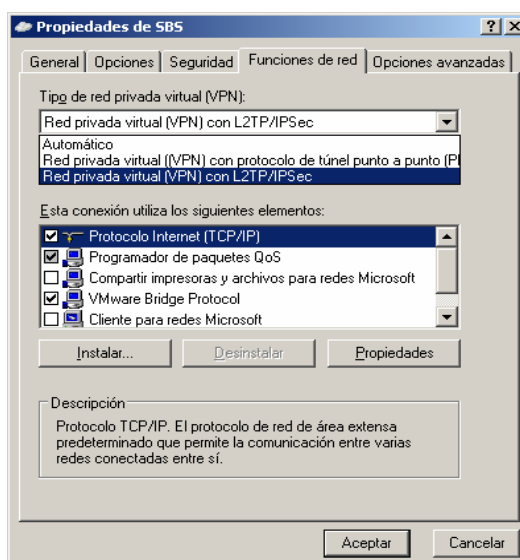 Propiedades de SBS
General Opciones Seguridad Funciones de red Opciones avanzadas
Tipo de red privada virtual (VPN):
Red privada virtual (VPN) con L2TP/IPSec
Automático
Red privada virtual ((VPN) con protocolo de túnel punto a punto (P
Red privada virtual (VPN) con L2TP/IPSec
Esta conexión utiliza los siguientes elementos:
Protocolo Internet (TCP/IP)
Programador de paquetes QoS
Compartir impresoras y archivos para redes Microsoft
VMware Bridge Protocol
Cliente para redes Microsoft
Instalar... Desinstalar Propiedades
Descripción
Protocolo TCP/IP. El protocolo de red de área extensa
predeterminado que permite la comunicación entre varias
redes conectadas entre sí.
Aceptar Cancelar